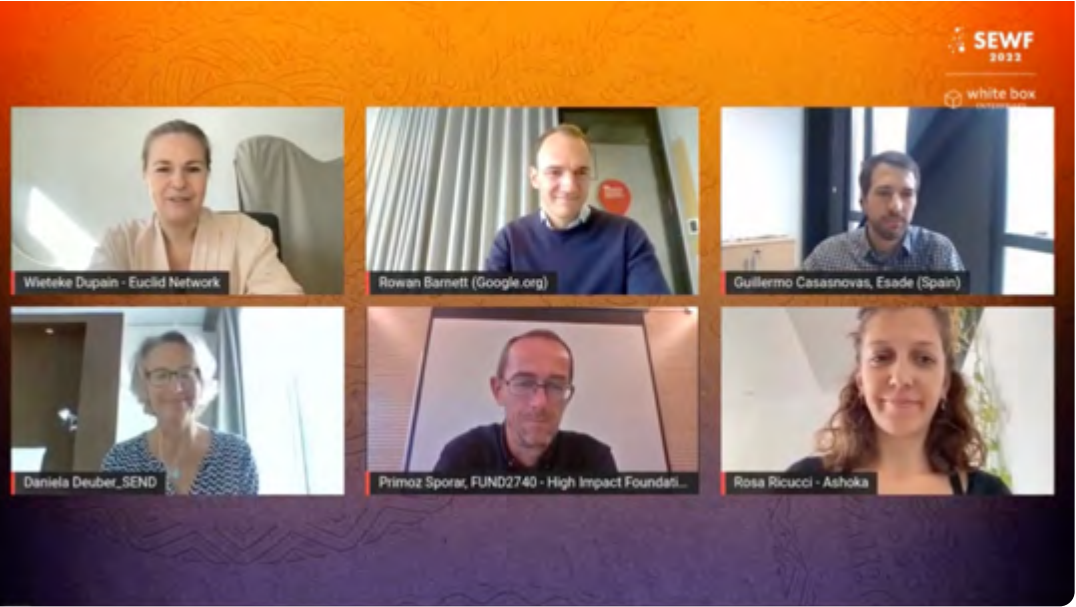 SEWF
2022
white box
Wieteke Dupain - Euclid Network
Rowan Barnett (Google.org)
Guillermo Casasnovas, Esade (Spain)
Daniela Deuber_SEND
Primoz Sporar, FUND2740 - High Impact Foundati...
Rosa Ricucci - Ashoka